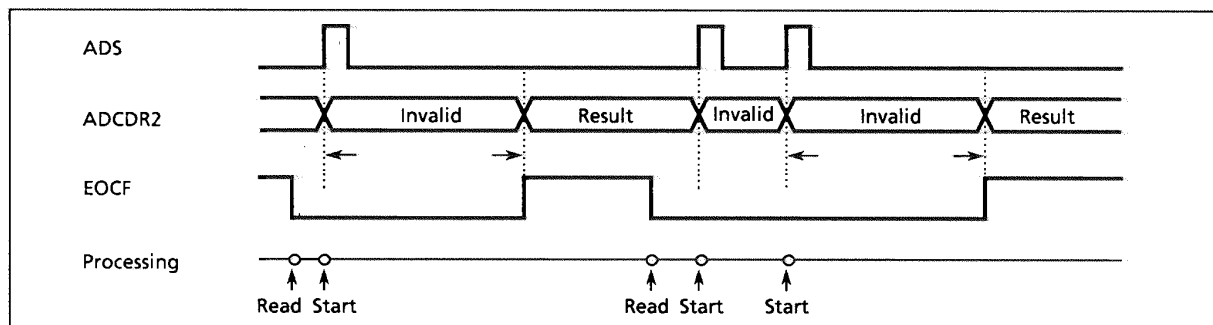 ADS
ADCDR2 Invalid Result Invalid Invalid Result
EOCF
Processing
Read Start Read Start Start